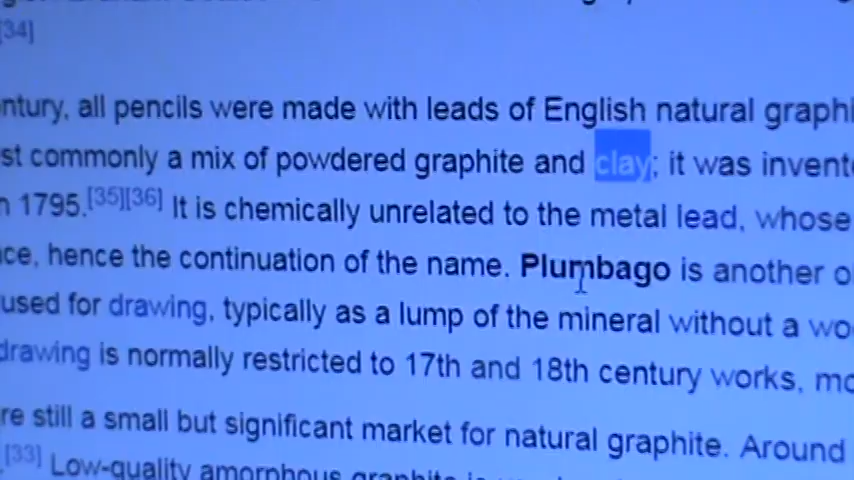 [34]
ntury, all pencils were made with leads of English natural graphi
st commonly a mix of powdered graphite and clay; it was invente
n 1795.[35][36] It is chemically unrelated to the metal lead, whose
ce, hence the continuation of the name. Plumbago is another o
used for drawing, typically as a lump of the mineral without a wo
drawing is normally restricted to 17th and 18th century works, mo
re still a small but significant market for natural graphite. Around
[33] Low-quality amorphous graphite is